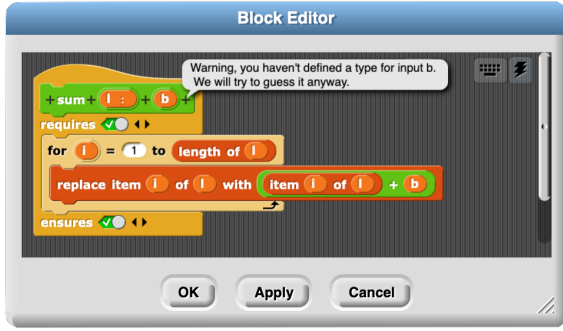 Block Editor
Warning, you haven't defined a type for input b.
We will try to guess it anyway.
+ sum + l : + b +
requires
for i = 1 to length of l
replace item i of l with item i of l + b
ensures
OK Apply Cancel